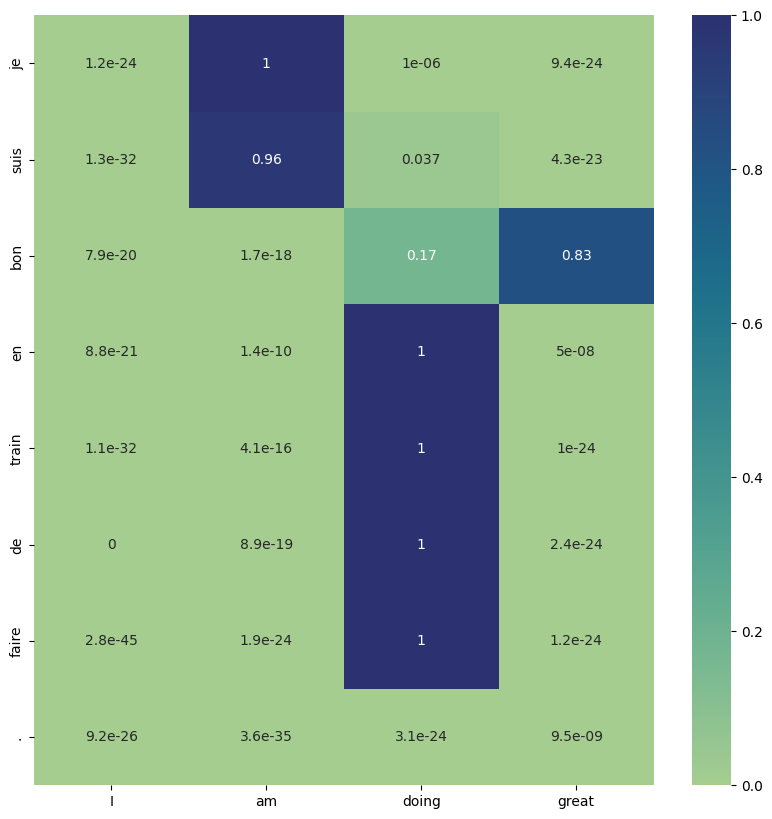 je 1.2e-24 1 1e-06 9.4e-24
suis 1.3e-32 0.96 0.037 4.3e-23
bon 7.9e-20 1.7e-18 0.17 0.83
en 8.8e-21 1.4e-10 1 5e-08
train 1.1e-32 4.1e-16 1 1e-24
de 0 8.9e-19 1 2.4e-24
faire 2.8e-45 1.9e-24 1 1.2e-24
. 9.2e-26 3.6e-35 3.1e-24 9.5e-09
I am doing great
1.0
0.8
0.6
0.4
0.2
0.0